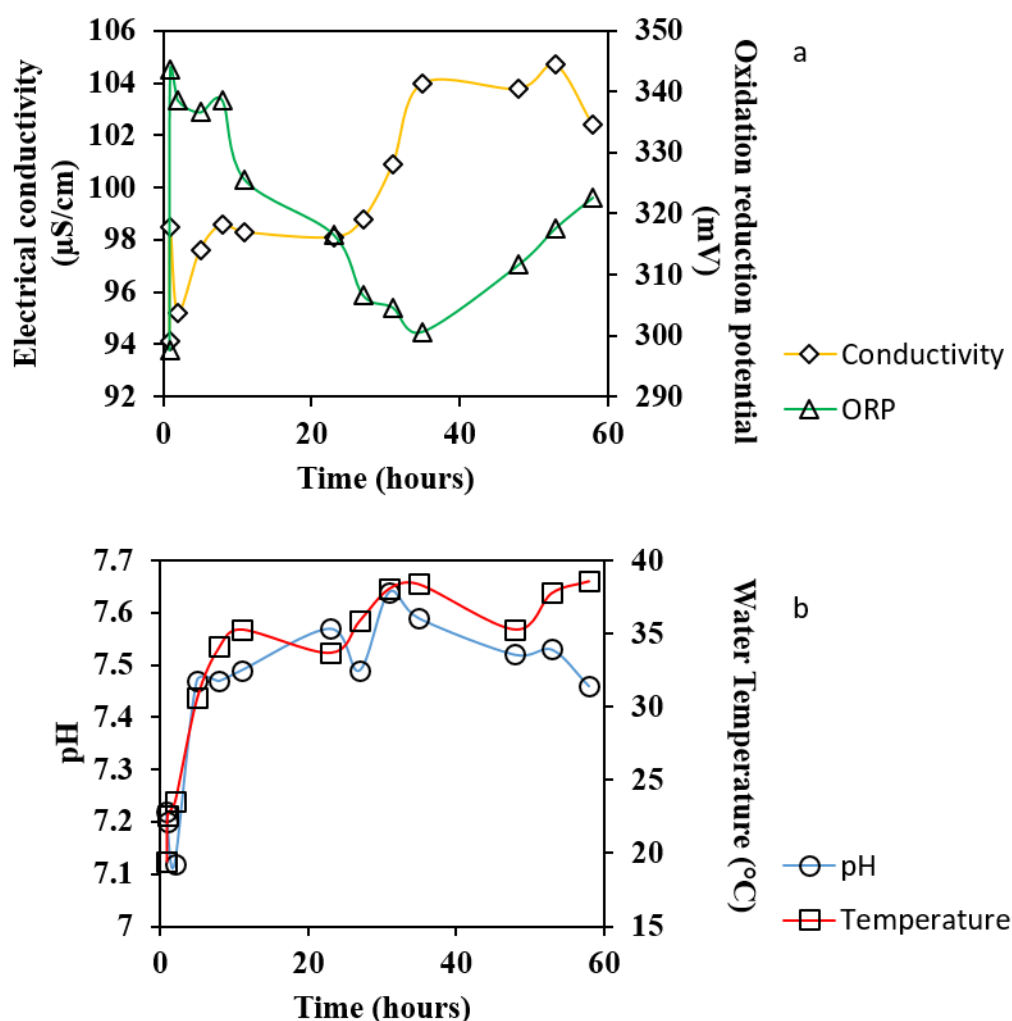 a
Electrical conductivity
(µS/cm)
106
104
102
100
98
96
94
92
350
340
330
320
310
300
290
Oxidation reduction potential
(mV)
0
20
40
60
Time (hours)
Conductivity
ORP
b
pH
7.7
7.6
7.5
7.4
7.3
7.2
7.1
7
40
35
30
25
20
15
Water Temperature (°C)
0
20
40
60
Time (hours)
pH
Temperature